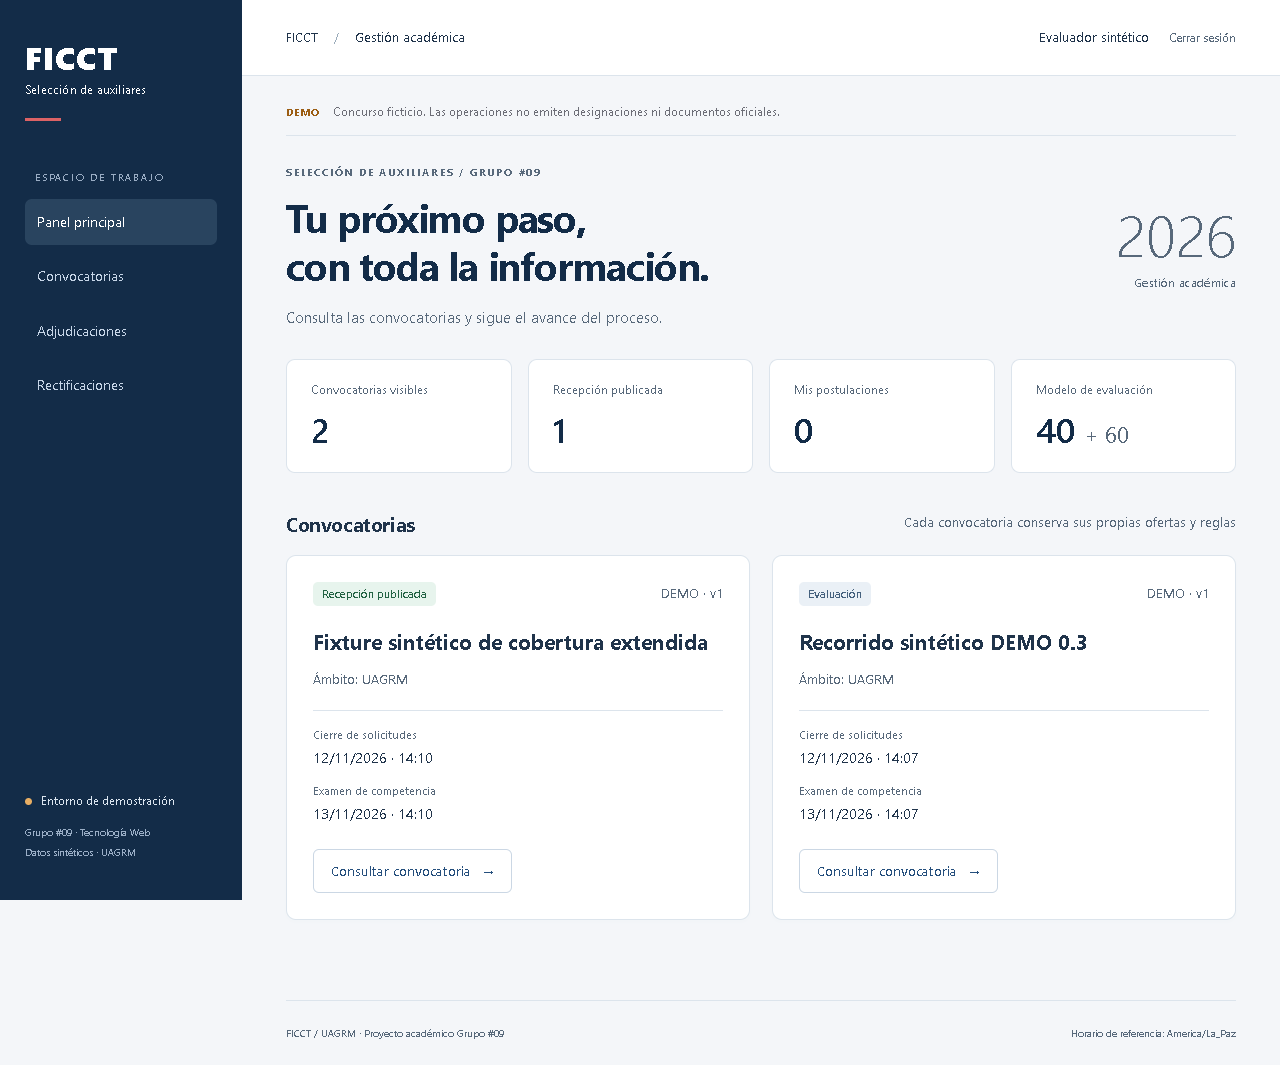 FICCT
Selección de auxiliares
ESPACIO DE TRABAJO
Panel principal
Convocatorias
Adjudicaciones
Rectificaciones
Entorno de demostración
Grupo #09 · Tecnología Web
Datos sintéticos · UAGRM
FICCT / Gestión académica
Evaluador sintético Cerrar sesión
DEMO Concurso ficticio. Las operaciones no emiten designaciones ni documentos oficiales.
SELECCIÓN DE AUXILIARES / GRUPO #09
Tu próximo paso,
con toda la información.
Consulta las convocatorias y sigue el avance del proceso.
2026
Gestión académica
Convocatorias visibles
2
Recepción publicada
1
Mis postulaciones
0
Modelo de evaluación
40 + 60
Convocatorias
Cada convocatoria conserva sus propias ofertas y reglas
Recepción publicada DEMO · v1
Fixture sintético de cobertura extendida
Ámbito: UAGRM
Cierre de solicitudes
12/11/2026 · 14:10
Examen de competencia
13/11/2026 · 14:10
Consultar convocatoria →
Evaluación DEMO · v1
Recorrido sintético DEMO 0.3
Ámbito: UAGRM
Cierre de solicitudes
12/11/2026 · 14:07
Examen de competencia
13/11/2026 · 14:07
Consultar convocatoria →
FICCT / UAGRM · Proyecto académico Grupo #09
Horario de referencia: America/La_Paz